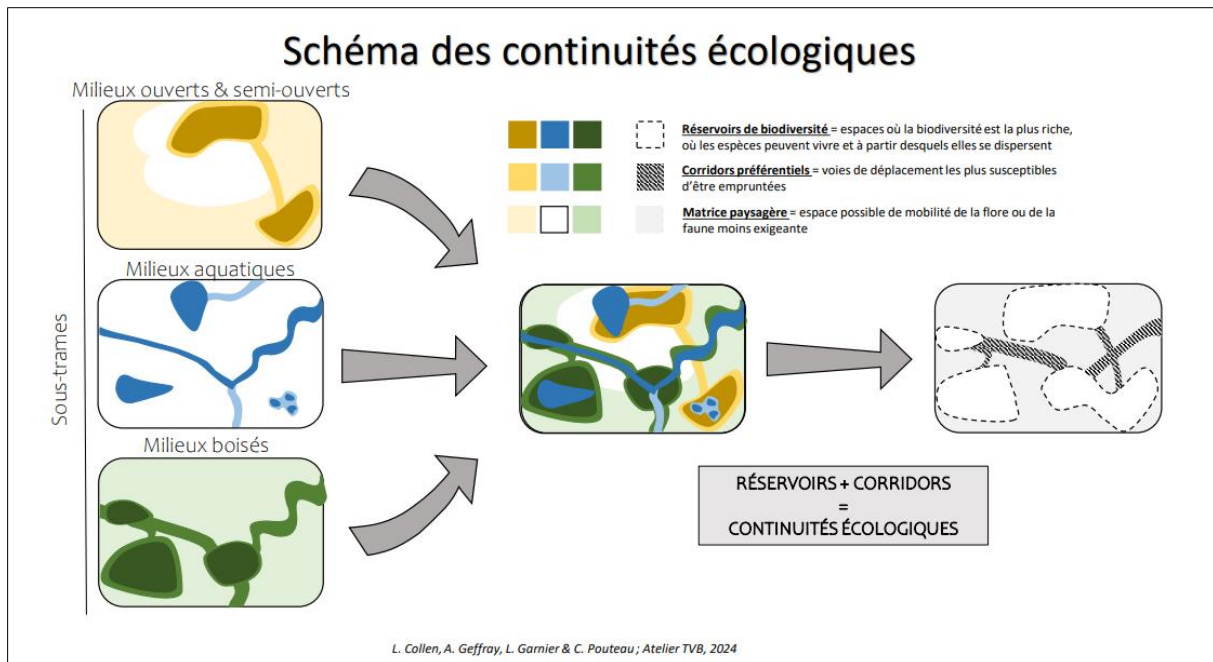 Schéma des continuités écologiques
Milieux ouverts & semi-ouverts
Réservoirs de biodiversité = espaces où la biodiversité est la plus riche,
où les espèces peuvent vivre et à partir desquels elles se dispersent
Corridors préférentiels = voies de déplacement les plus susceptibles
d'être empruntées
Matrice paysagère = espace possible de mobilité de la flore ou de la
faune moins exigeante
Sous-trames
Milieux aquatiques
Milieux boisés
RÉSERVOIRS + CORRIDORS
=
CONTINUITÉS ÉCOLOGIQUES
L. Collen, A. Geffray, L. Garnier & C. Pouteau ; Atelier TVB, 2024